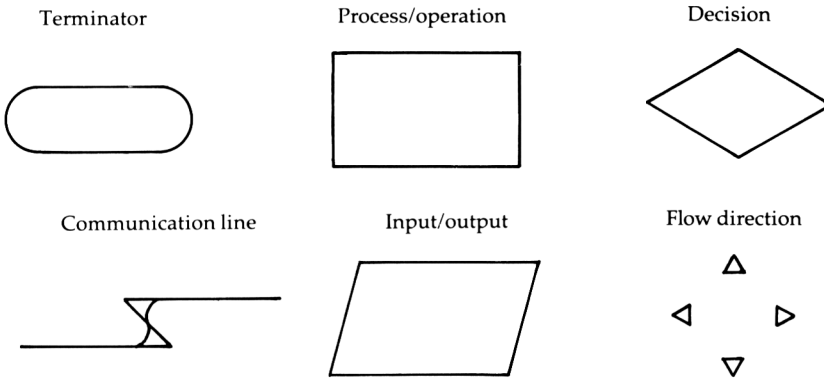 Terminator
Process/operation
Decision
Communication line
Input/output
Flow direction